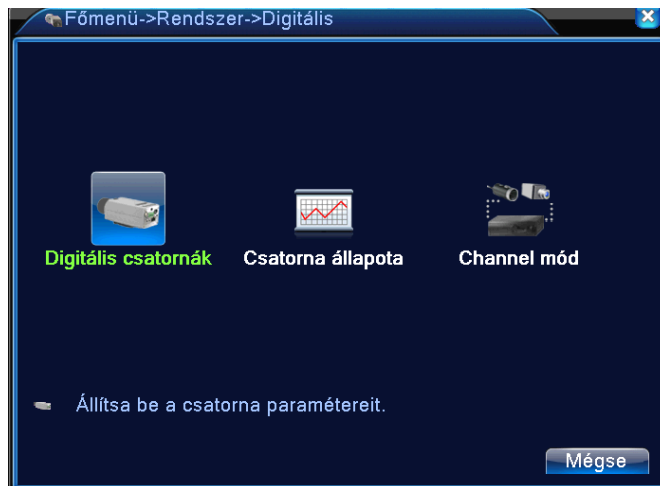 Főmenü->Rendszer->Digitális
Digitális csatornák
Csatorna állapota
Channel mód
Állítsa be a csatorna paramétereit.
Mégse